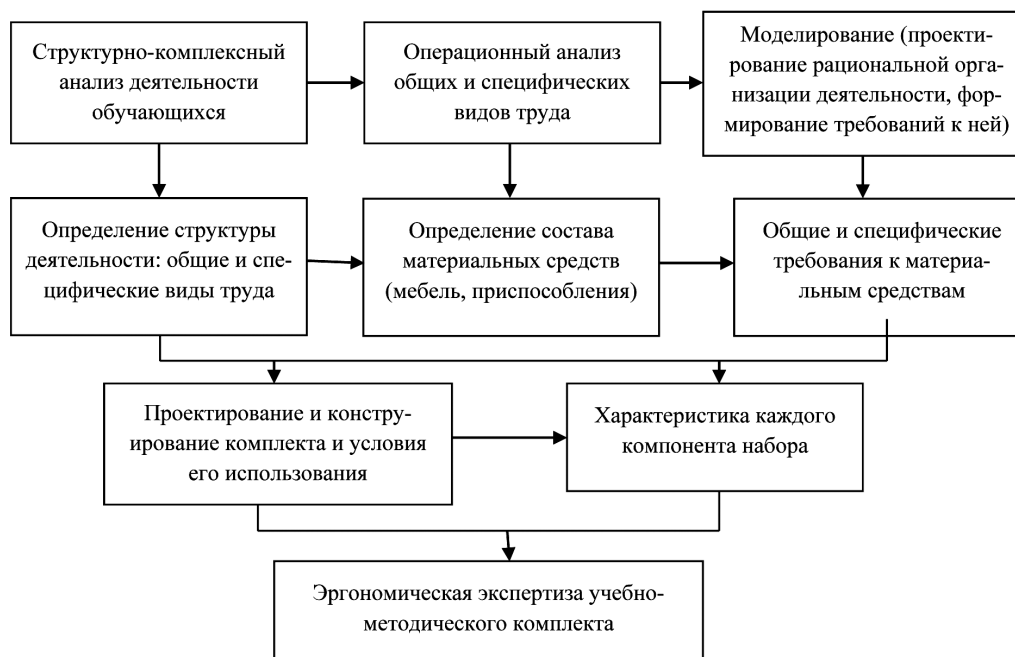 Структурно-комплексный
анализ деятельности
обучающихся
Операционный анализ
общих и специфических
видов труда
Моделирование (проекти-
рование рациональной орга-
низации деятельности, фор-
мирование требований к ней)
Определение структуры
деятельности: общие и спе-
цифические виды труда
Определение состава
материальных средств
(мебель, приспособления)
Общие и специфические
требования к материа-
льным средствам
Проектирование и констру-
ирование комплекта и условия
его использования
Характеристика каждого
компонента набора
Эргономическая экспертиза учебно-
методического комплекта